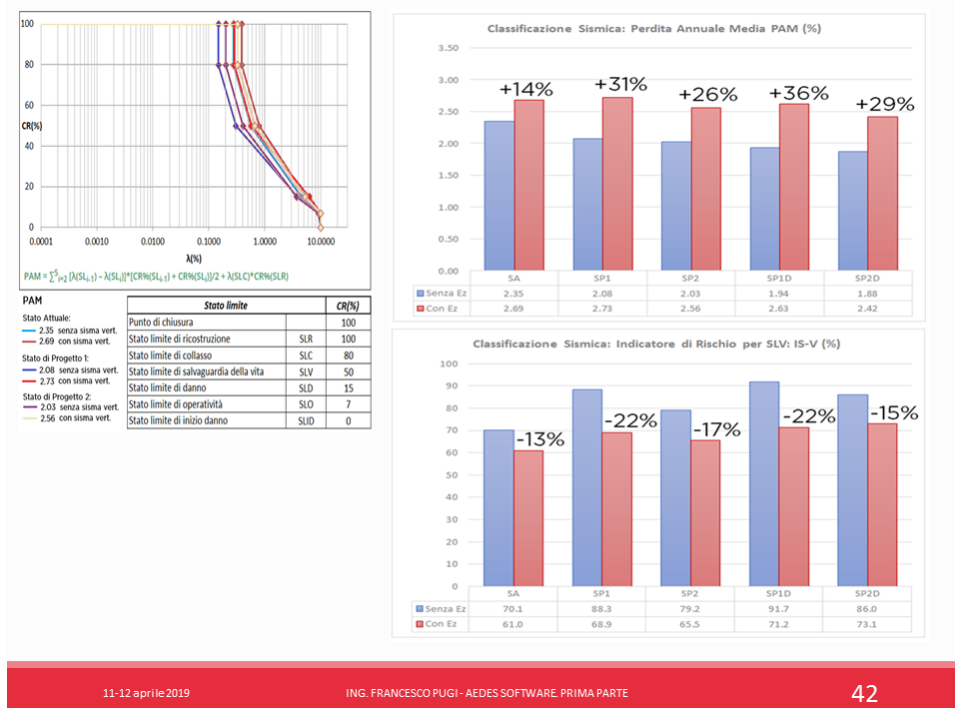 100
80
60
CR(%)
40
20
0
0.0001 0.0010 0.0100 0.1000 1.0000 10.0000
λ(%)
PAM = ∑⁵ᵢ₌₂ [λ(SLᵢ₋₁) − λ(SLᵢ)]*[CR%(SLᵢ₋₁) + CR%(SLᵢ)]/2 + λ(SLC)*CR%(SLR)
PAM
Stato Attuale:
2.35 senza sisma vert.
2.69 con sisma vert.
Stato di Progetto 1:
2.08 senza sisma vert.
2.73 con sisma vert.
Stato di Progetto 2:
2.03 senza sisma vert.
2.56 con sisma vert.
Stato limite CR(%)
Punto di chiusura 100
Stato limite di ricostruzione SLR 100
Stato limite di collasso SLC 80
Stato limite di salvaguardia della vita SLV 50
Stato limite di danno SLD 15
Stato limite di operatività SLO 7
Stato limite di inizio danno SLID 0
Classificazione Sismica: Perdita Annuale Media PAM (%)
3.50
3.00
2.50
2.00
1.50
1.00
0.50
0.00
+14% +31% +26% +36% +29%
SA SP1 SP2 SP1D SP2D
Senza Ez 2.35 2.08 2.03 1.94 1.88
Con Ez 2.69 2.73 2.56 2.63 2.42
Classificazione Sismica: Indicatore di Rischio per SLV: IS-V (%)
100
90
80
70
60
50
40
30
20
10
0
-13% -22% -17% -22% -15%
SA SP1 SP2 SP1D SP2D
Senza Ez 70.1 88.3 79.2 91.7 86.0
Con Ez 61.0 68.9 65.5 71.2 73.1
11-12 aprile 2019 ING. FRANCESCO PUGI - AEDES SOFTWARE. PRIMA PARTE 42